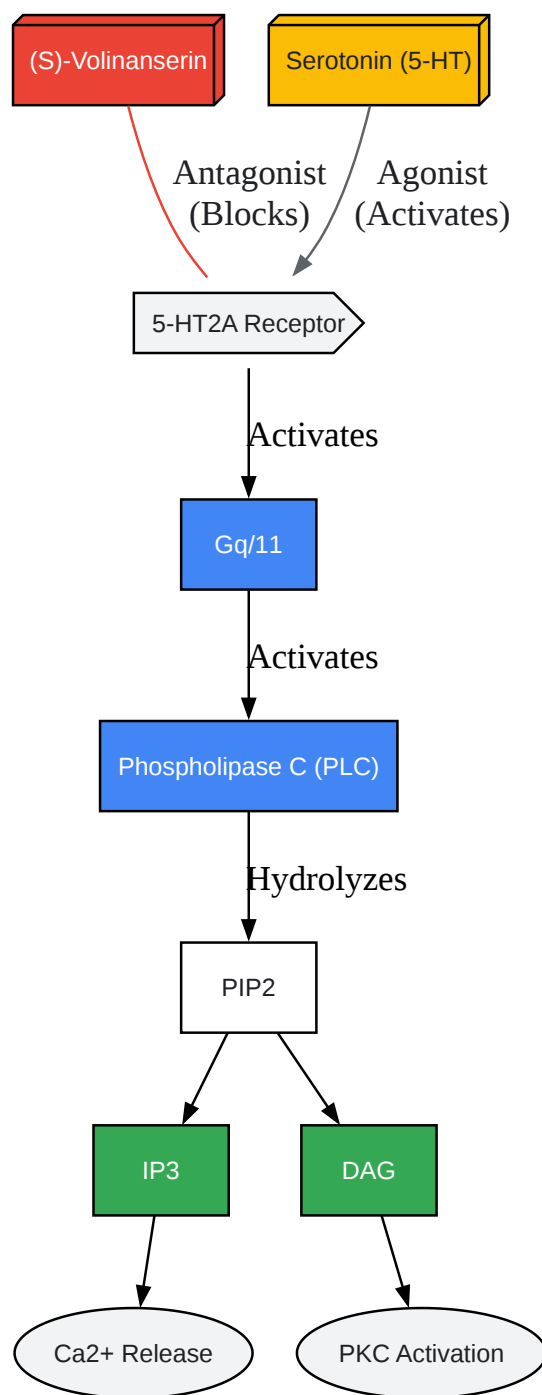 (S)-Volinanserin
Serotonin (5-HT)
Antagonist
(Blocks)
Agonist
(Activates)
5-HT2A Receptor
Activates
Gq/11
Activates
Phospholipase C (PLC)
Hydrolyzes
PIP2
IP3
DAG
Ca2+ Release
PKC Activation